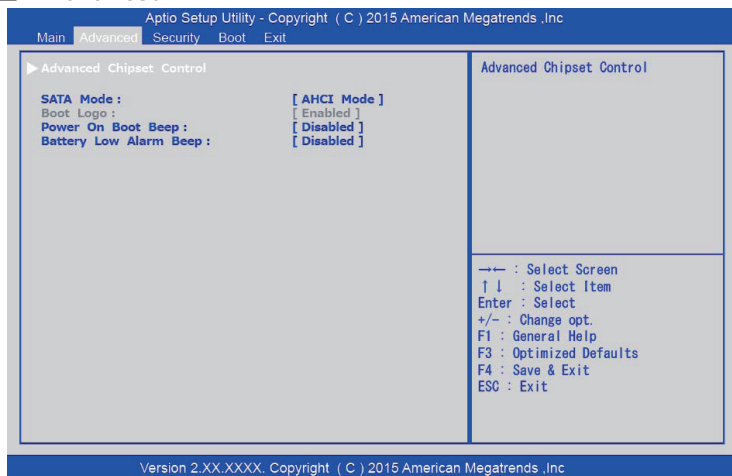 Aptio Setup Utility - Copyright ( C ) 2015 American Megatrends ,Inc
Main Advanced Security Boot Exit
Advanced Chipset Control
SATA Mode : [ AHCI Mode ]
Boot Logo : [ Enabled ]
Power On Boot Beep : [ Disabled ]
Battery Low Alarm Beep : [ Disabled ]
Advanced Chipset Control
→← : Select Screen
↑↓ : Select Item
Enter : Select
+/- : Change opt.
F1 : General Help
F3 : Optimized Defaults
F4 : Save & Exit
ESC : Exit
Version 2.XX.XXXX. Copyright ( C ) 2015 American Megatrends ,Inc